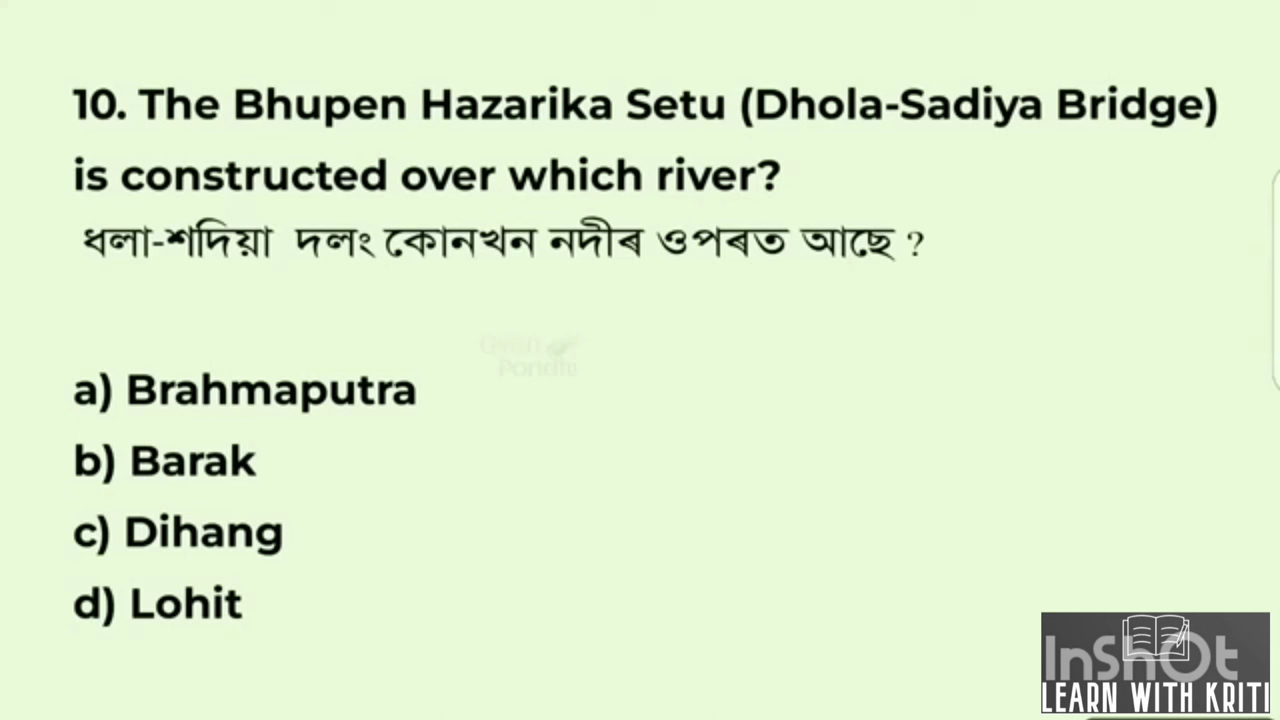 10. The Bhupen Hazarika Setu (Dhola-Sadiya Bridge)
is constructed over which river?
ধলা-শদিয়া দলং কোনখন নদীৰ ওপৰত আছে ?
a) Brahmaputra
b) Barak
c) Dihang
d) Lohit
InShOt
LEARN WITH KRITI